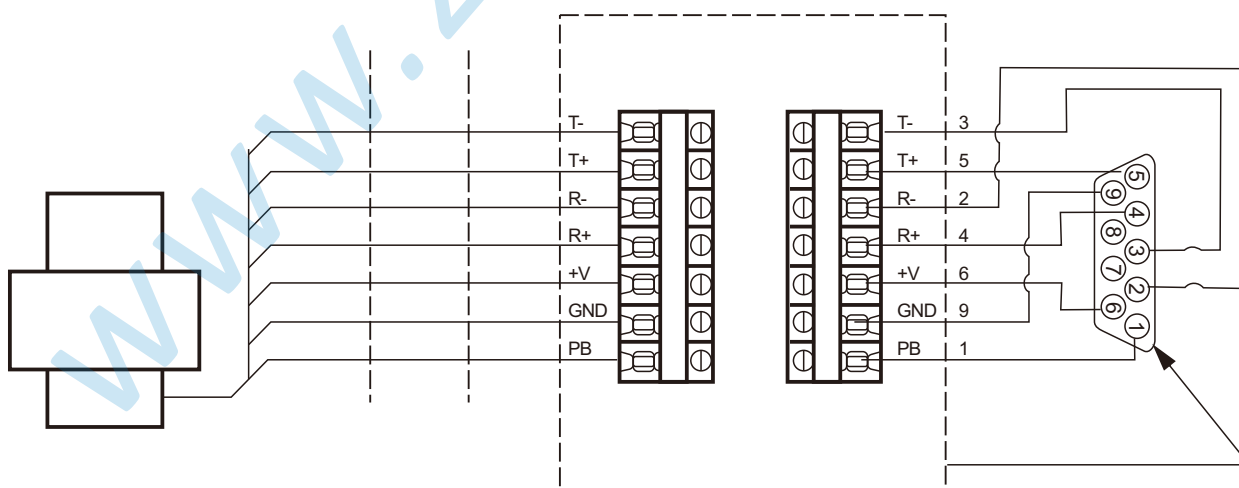 www.
T- T- 3
T+ T+ 5
R- R- 2
R+ R+ 4
+V +V 6
GND GND 9
PB PB 1
5
9
4
8
3
7
2
6
1